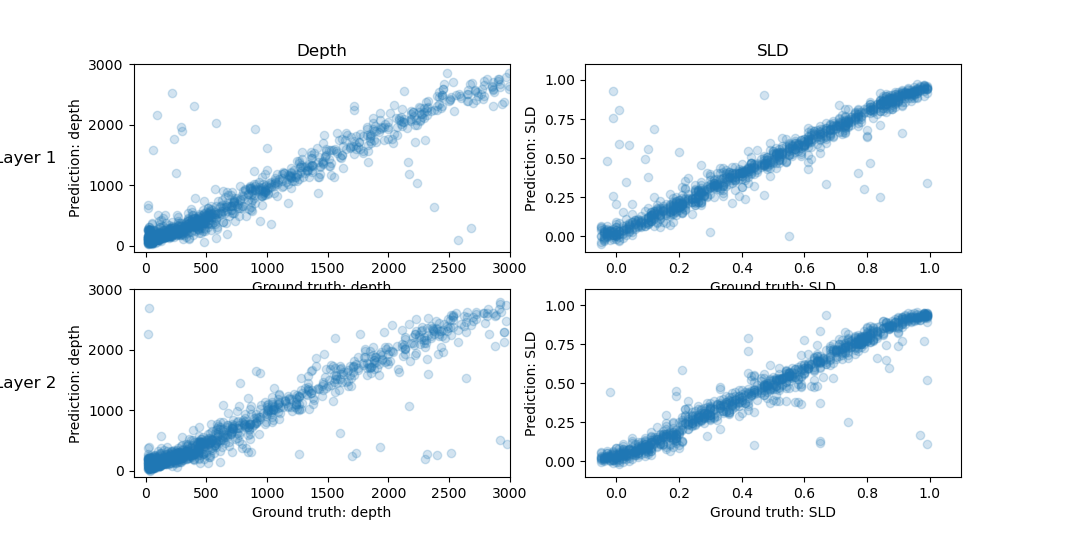 Depth
SLD
Layer 1
Prediction: depth
3000
2000
1000
0
0 500 1000 1500 2000 2500 3000
Ground truth: depth
Prediction: SLD
1.00
0.75
0.50
0.25
0.00
0.0 0.2 0.4 0.6 0.8 1.0
Ground truth: SLD
Layer 2
Prediction: depth
3000
2000
1000
0
0 500 1000 1500 2000 2500 3000
Ground truth: depth
Prediction: SLD
1.00
0.75
0.50
0.25
0.00
0.0 0.2 0.4 0.6 0.8 1.0
Ground truth: SLD